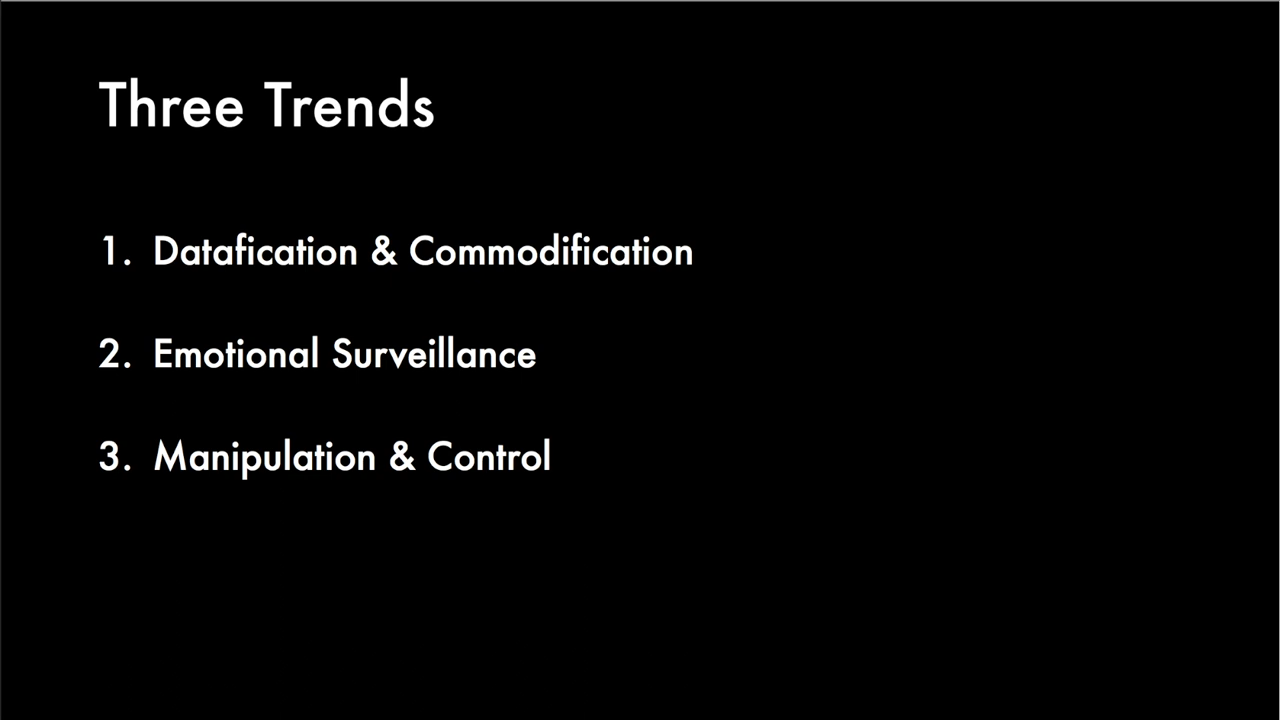 Three Trends
1. Datafication & Commodification
2. Emotional Surveillance
3. Manipulation & Control